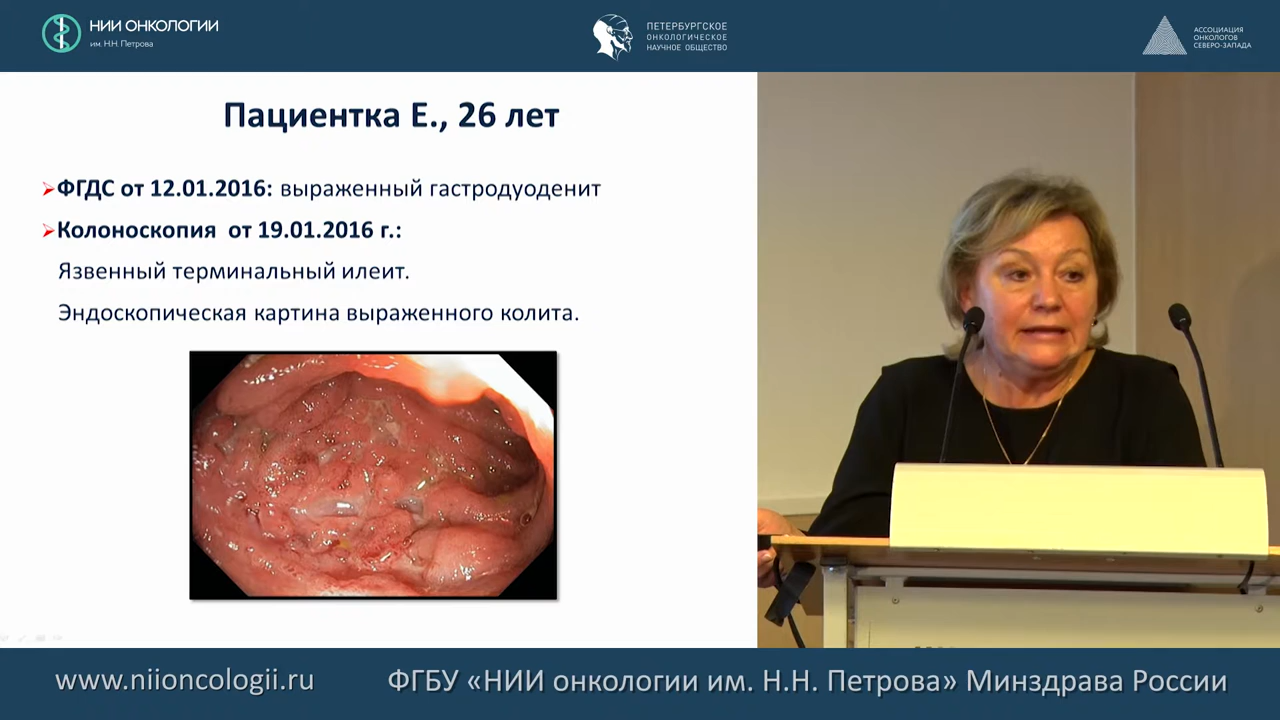 НИИ ОНКОЛОГИИ
им. Н.Н. Петрова
ПЕТЕРБУРГСКОЕ
ОНКОЛОГИЧЕСКОЕ
НАУЧНОЕ ОБЩЕСТВО
АССОЦИАЦИЯ
ОНКОЛОГОВ
СЕВЕРО-ЗАПАДА
Пациентка Е., 26 лет
ФГДС от 12.01.2016: выраженный гастродуоденит
Колоноскопия от 19.01.2016 г.:
Язвенный терминальный илеит.
Эндоскопическая картина выраженного колита.
www.niioncologii.ru
ФГБУ «НИИ онкологии им. Н.Н. Петрова» Минздрава России